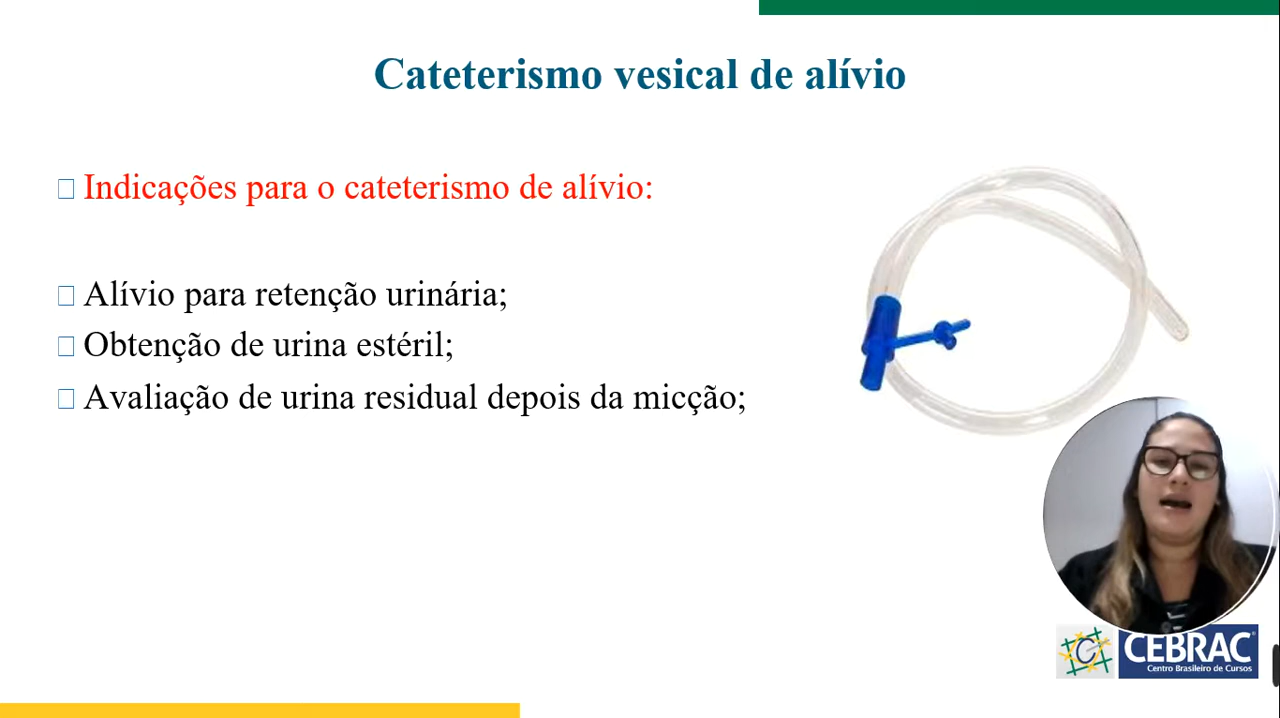 Cateterismo vesical de alívio
Indicações para o cateterismo de alívio:
Alívio para retenção urinária;
Obtenção de urina estéril;
Avaliação de urina residual depois da micção;
CEBRAC
Centro Brasileiro de Cursos